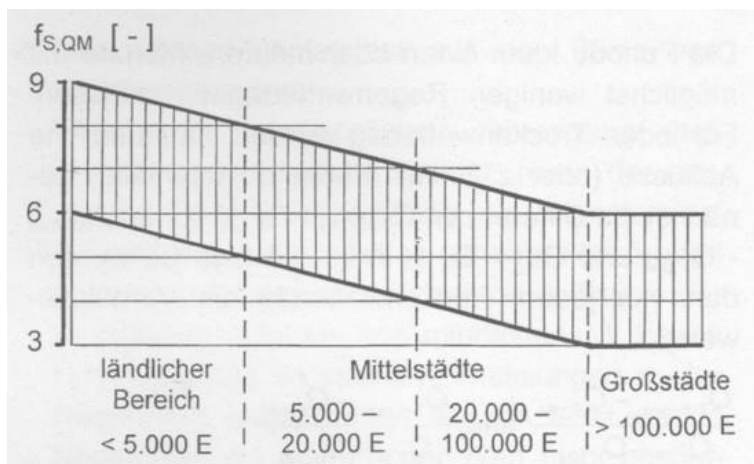 fS,QM [ - ]
9
6
3
ländlicher
Bereich
< 5.000 E
Mittelstädte
5.000 –
20.000 E
20.000 –
100.000 E
Großstädte
> 100.000 E